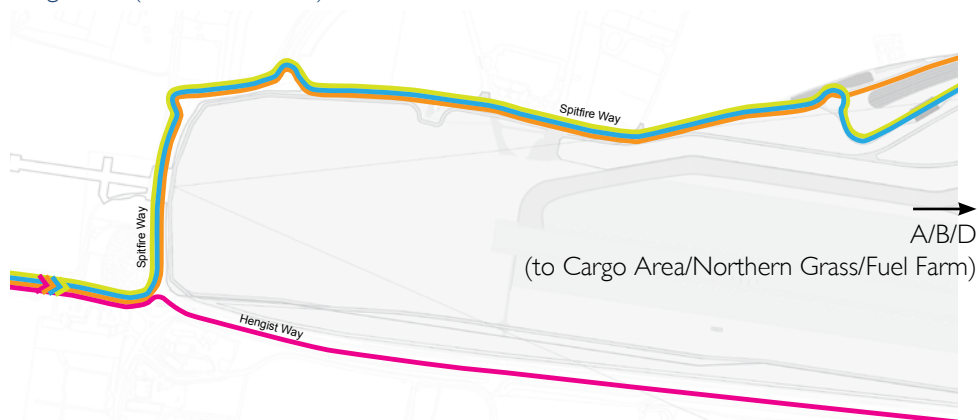 Spitfire Way
Spitfire Way
A/B/D
(to Cargo Area/Northern Grass/Fuel Farm)
Hengist Way